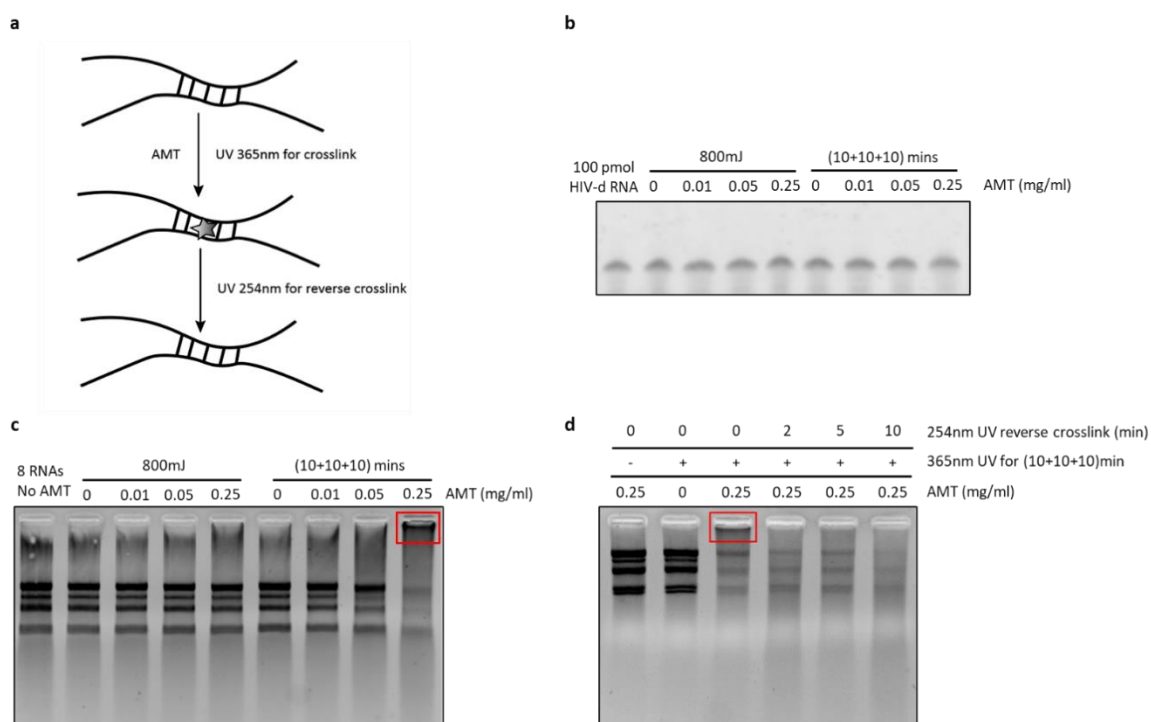 a
AMT UV 365nm for crosslink
UV 254nm for reverse crosslink
b
800mJ (10+10+10) mins
100 pmol
HIV-d RNA 0 0.01 0.05 0.25 0 0.01 0.05 0.25 AMT (mg/ml)
c
8 RNAs 800mJ (10+10+10) mins
No AMT 0 0.01 0.05 0.25 0 0.01 0.05 0.25 AMT (mg/ml)
d
0 0 0 2 5 10 254nm UV reverse crosslink (min)
- + + + + + 365nm UV for (10+10+10)min
0.25 0 0.25 0.25 0.25 0.25 AMT (mg/ml)